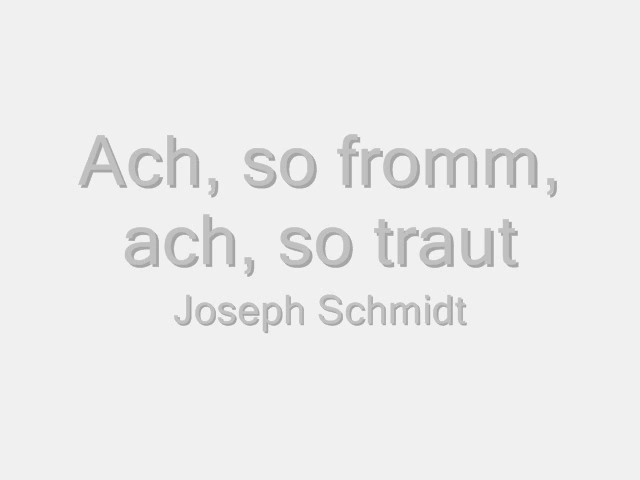 Ach, so fromm,
ach, so traut
Joseph Schmidt